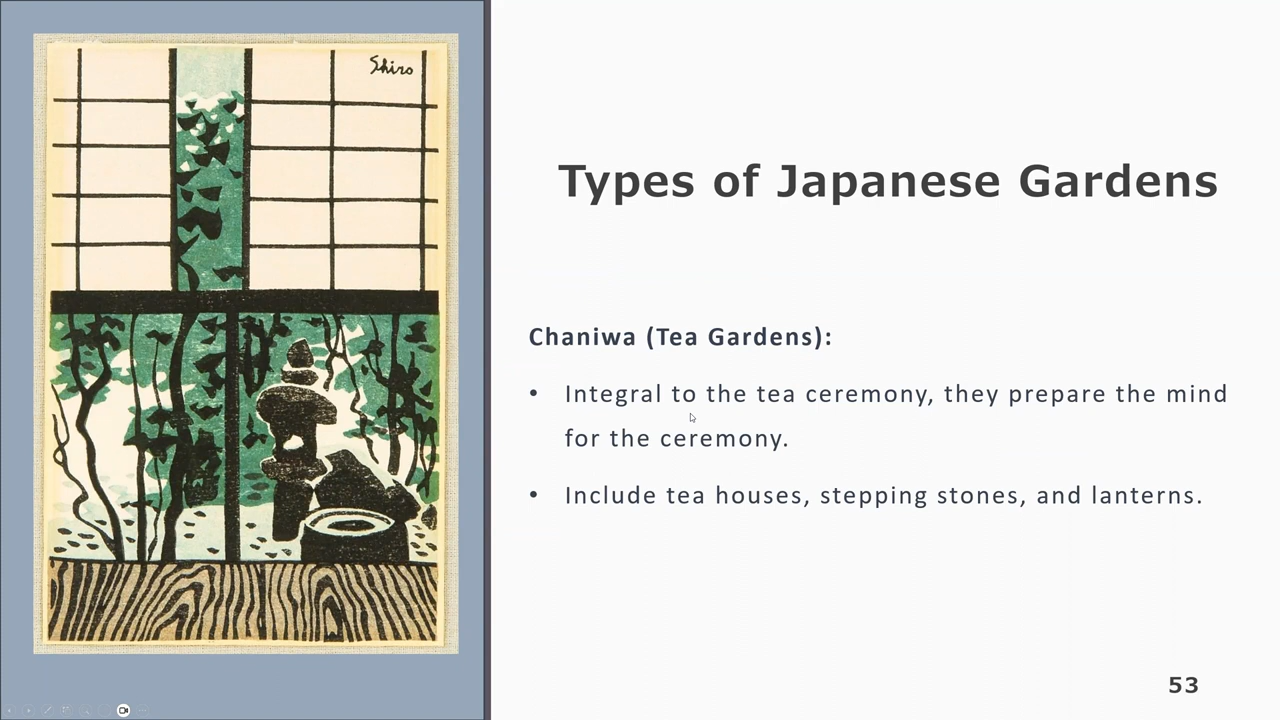 Shiro
Types of Japanese Gardens
Chaniwa (Tea Gardens):
• Integral to the tea ceremony, they prepare the mind
for the ceremony.
• Include tea houses, stepping stones, and lanterns.
53